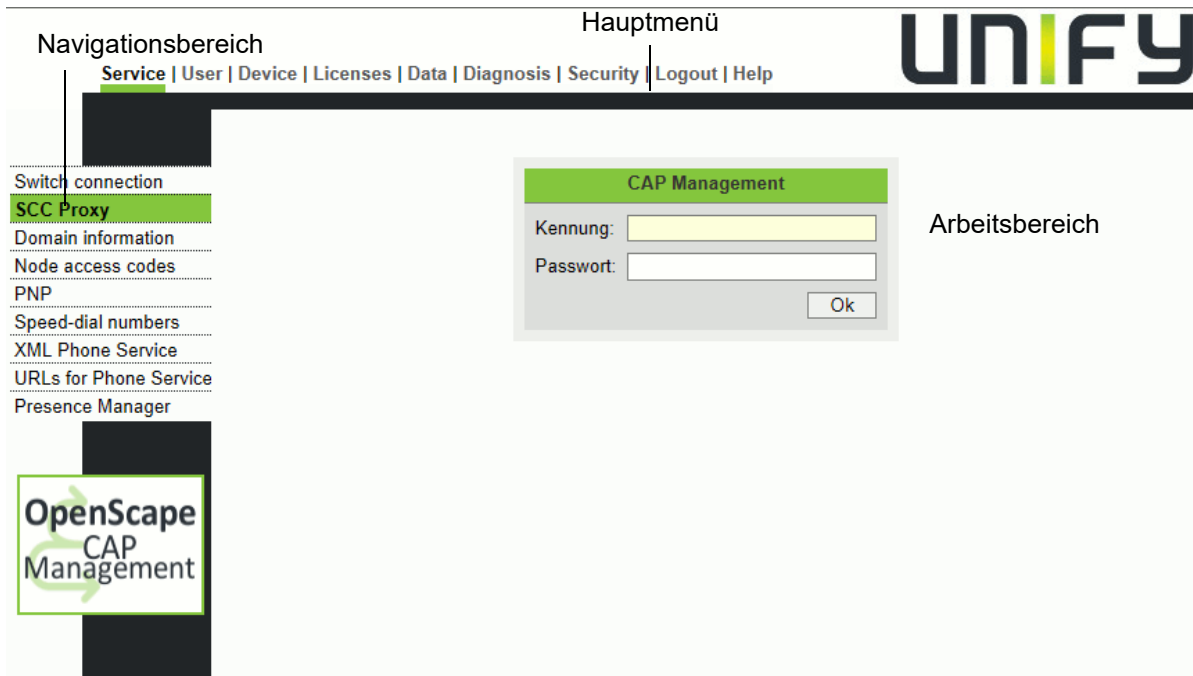 Hauptmenü
Navigationsbereich
UNIFY
Service | User | Device | Licenses | Data | Diagnosis | Security | Logout | Help
Switch connection
SCC Proxy
Domain information
Node access codes
PNP
Speed-dial numbers
XML Phone Service
URLs for Phone Service
Presence Manager
CAP Management
Kennung:
Passwort:
Ok
Arbeitsbereich
OpenScape
CAP
Management